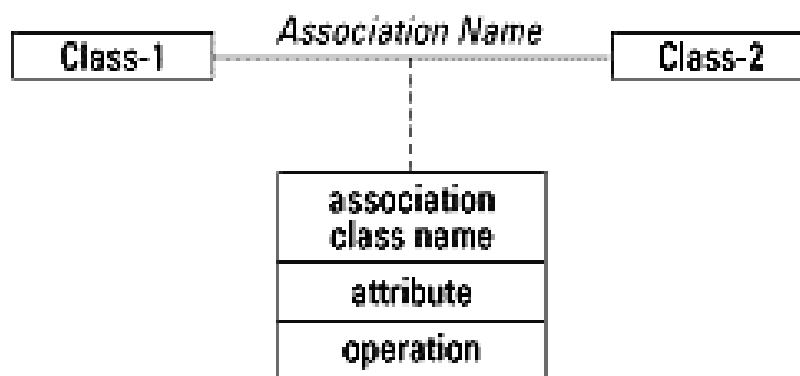 Association Name
Class-1
Class-2
association
class name
attribute
operation